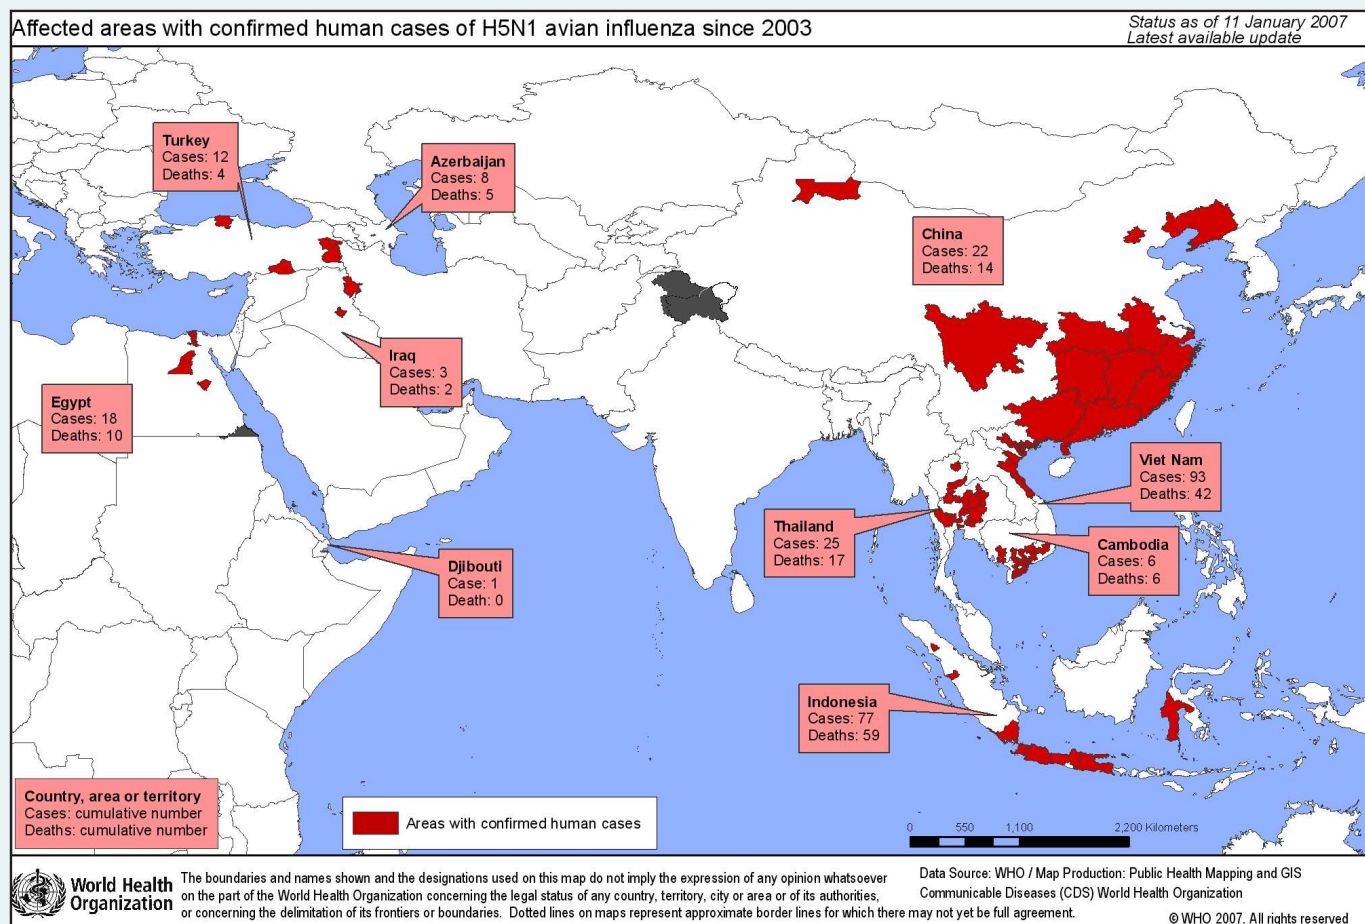 Affected areas with confirmed human cases of H5N1 avian influenza since 2003
Status as of 11 January 2007
Latest available update
Turkey
Cases: 12
Deaths: 4
Azerbaijan
Cases: 8
Deaths: 5
China
Cases: 22
Deaths: 14
Iraq
Cases: 3
Deaths: 2
Egypt
Cases: 18
Deaths: 10
Viet Nam
Cases: 93
Deaths: 42
Thailand
Cases: 25
Deaths: 17
Cambodia
Cases: 6
Deaths: 6
Djibouti
Case: 1
Death: 0
Indonesia
Cases: 77
Deaths: 59
Country, area or territory
Cases: cumulative number
Deaths: cumulative number
Areas with confirmed human cases
0 550 1,100 2,200 Kilometers
World Health
Organization
The boundaries and names shown and the designations used on this map do not imply the expression of any opinion whatsoever
on the part of the World Health Organization concerning the legal status of any country, territory, city or area or of its authorities,
or concerning the delimitation of its frontiers or boundaries. Dotted lines on maps represent approximate border lines for which there may not yet be full agreement.
Data Source: WHO / Map Production: Public Health Mapping and GIS
Communicable Diseases (CDS) World Health Organization
© WHO 2007. All rights reserved